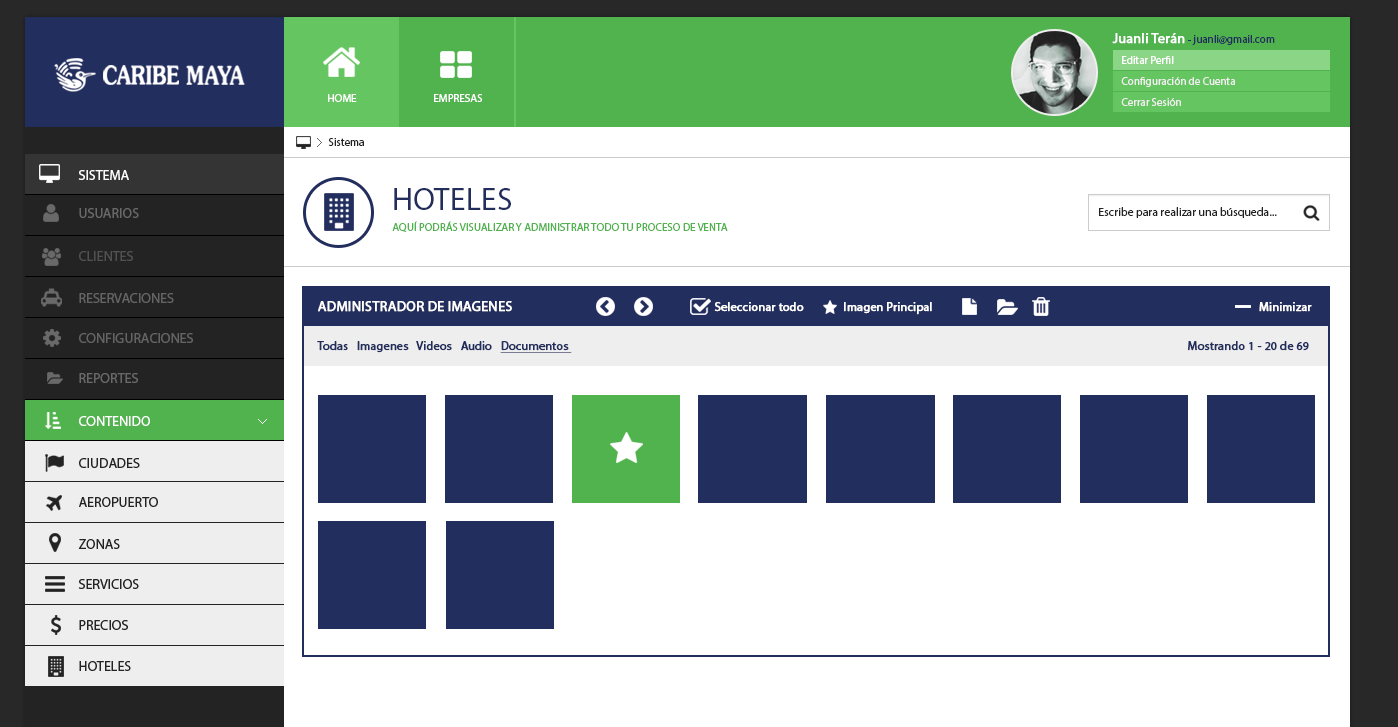 CARIBE MAYA
HOME
EMPRESAS
Juanli Terán - juanli@gmail.com
Editar Perfil
Configuración de Cuenta
Cerrar Sesión
Sistema
SISTEMA
USUARIOS
CLIENTES
RESERVACIONES
CONFIGURACIONES
REPORTES
CONTENIDO
CIUDADES
AEROPUERTO
ZONAS
SERVICIOS
PRECIOS
HOTELES
HOTELES
AQUÍ PODRÁS VISUALIZAR Y ADMINISTRAR TODO TU PROCESO DE VENTA
Escribe para realizar una búsqueda...
ADMINISTRADOR DE IMAGENES
Seleccionar todo
Imagen Principal
Minimizar
Todas Imagenes Videos Audio Documentos
Mostrando 1 - 20 de 69